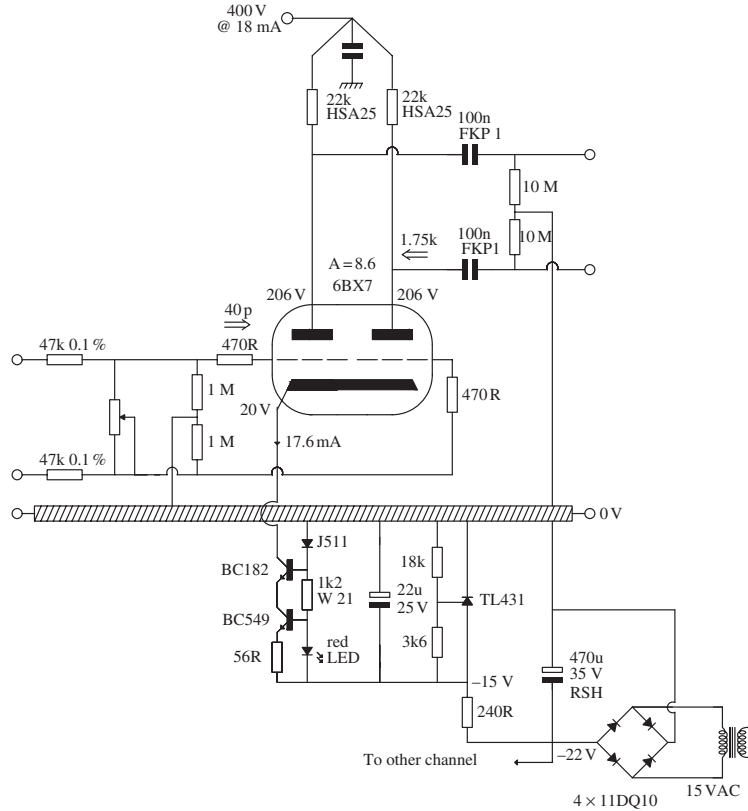 400 V
@ 18 mA
22k
HSA25
22k
HSA25
100n
FKP 1
10 M
10 M
1.75k
100n
FKP1
A = 8.6
6BX7
206 V
206 V
40 p
47k 0.1 %
470R
1 M
470 R
20 V
1 M
17.6 mA
47k 0.1 %
0 V
J511
BC182
18k
1k2
W 21
22u
25 V
TL431
BC549
3k6
red
LED
56R
470u
35 V
RSH
–15 V
240R
To other channel
–22 V
15 VAC
4 × 11DQ10